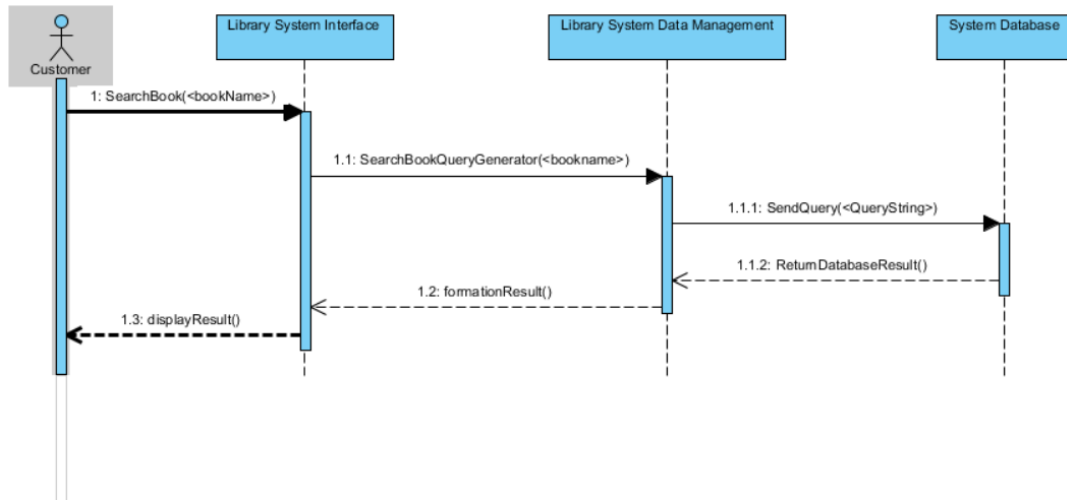 Library System Interface
Library System Data Management
System Database
Customer
1: SearchBook(<bookName>)
1.1: SearchBookQueryGenerator(<bookname>)
1.1.1: SendQuery(<QueryString>)
1.1.2: ReturnDatabaseResult()
1.2: formationResult()
1.3: displayResult()